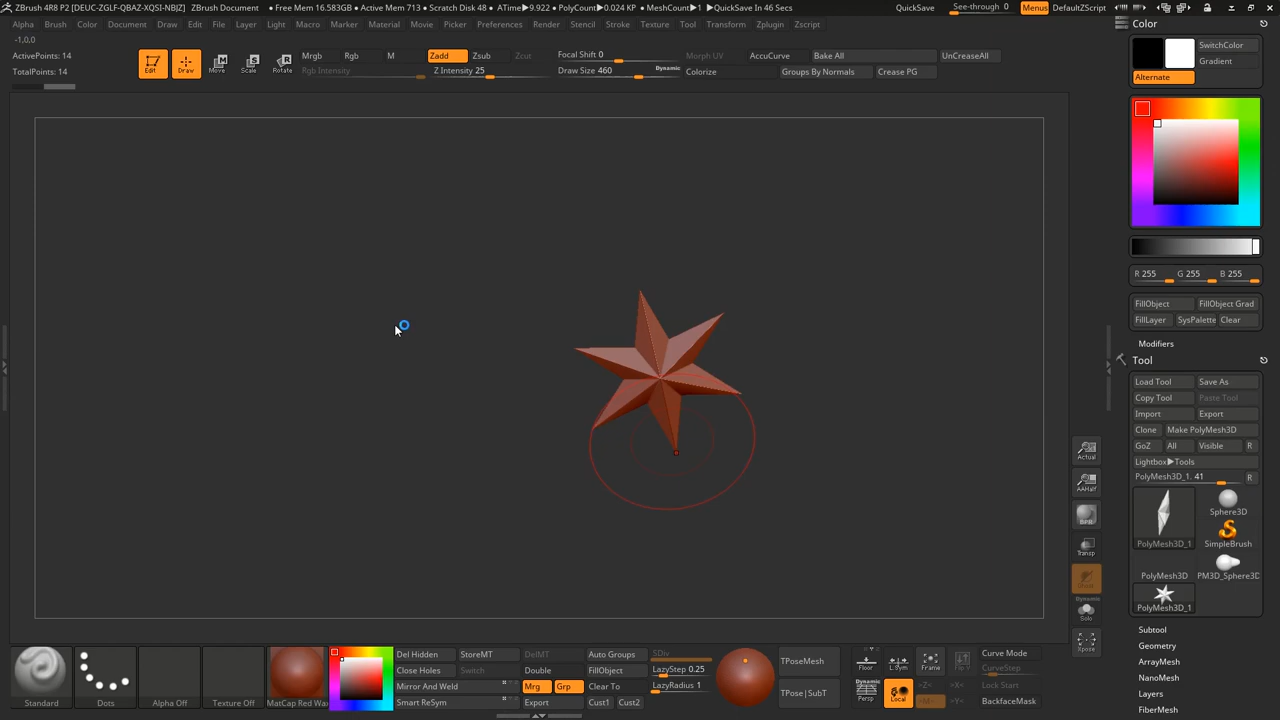 ZBrush 4R8 P2 [DEUC-ZGLF-QBAZ-XQSI-NBJZ] ZBrush Document • Free Mem 16.583GB • Active Mem 713 • Scratch Disk 48 • ATime▶9.922 • PolyCount▶0.024 KP • MeshCount▶1 ▶QuickSave In 46 Secs QuickSave See-through 0 Menus DefaultZScript
Alpha Brush Color Document Draw Edit File Layer Light Macro Marker Material Movie Picker Preferences Render Stencil Stroke Texture Tool Transform Zplugin Zscript
-1,0,0
ActivePoints: 14
TotalPoints: 14
Edit Draw Move Scale Rotate
Mrgb Rgb M Zadd Zsub Zcut
Rgb Intensity Z Intensity 25
Focal Shift 0
Draw Size 460 Dynamic
Morph UV AccuCurve Bake All UnCreaseAll
Colorize Groups By Normals Crease PG
Color
SwitchColor
Gradient
Alternate
R 255 G 255 B 255
FillObject FillObject Grad
FillLayer SysPalette Clear
Modifiers
Tool
Load Tool Save As
Copy Tool Paste Tool
Import Export
Clone Make PolyMesh3D
GoZ All Visible R
Lightbox▶Tools
PolyMesh3D_1. 41 R
Sphere3D
PolyMesh3D_1 SimpleBrush
PolyMesh3D PM3D_Sphere3D
PolyMesh3D_1
Subtool
Geometry
ArrayMesh
NanoMesh
Layers
FiberMesh
Actual
AAHalf
BPR
Transp
Ghost
Dynamic
Solo
Xpose
Standard Dots Alpha Off Texture Off MatCap Red Wa
Del Hidden StoreMT DelMT Auto Groups SDiv
Close Holes Switch Double FillObject LazyStep 0.25
Mirror And Weld Mrg Grp Clear To LazyRadius 1
Smart ReSym Export Cust1 Cust2
TPoseMesh
TPose|SubT
Floor L.Sym Frame
Dynamic
Persp Local >Z< >X<
>M< >Y<
Curve Mode
CurveStep
Lock Start
BackfaceMask